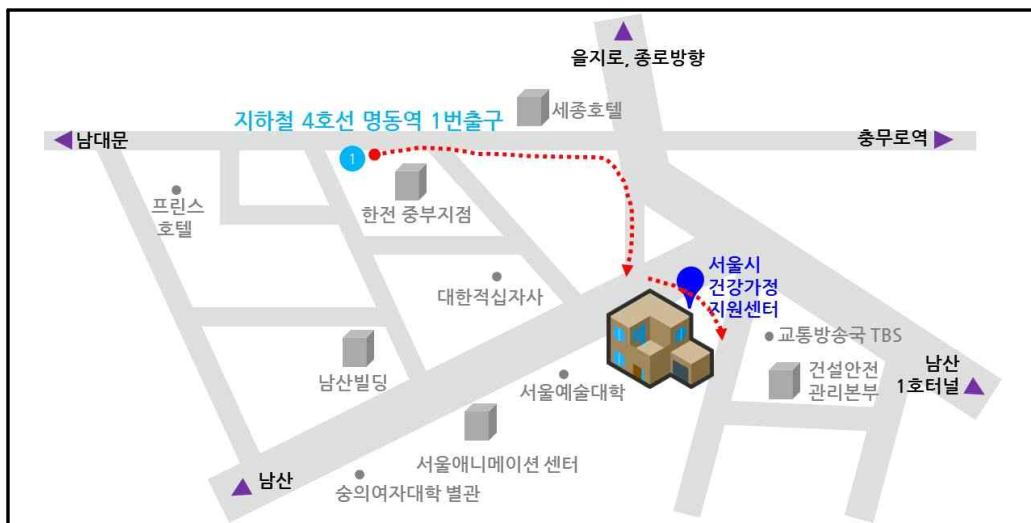 을지로, 종로방향
세종호텔
지하철 4호선 명동역 1번출구
남대문
충무로역
1
프린스
호텔
한전 중부지점
서울시
건강가정
지원센터
대한적십자사
교통방송국 TBS
남산빌딩
서울예술대학
건설안전
관리본부
남산
1호터널
서울애니메이션 센터
남산
숭의여자대학 별관